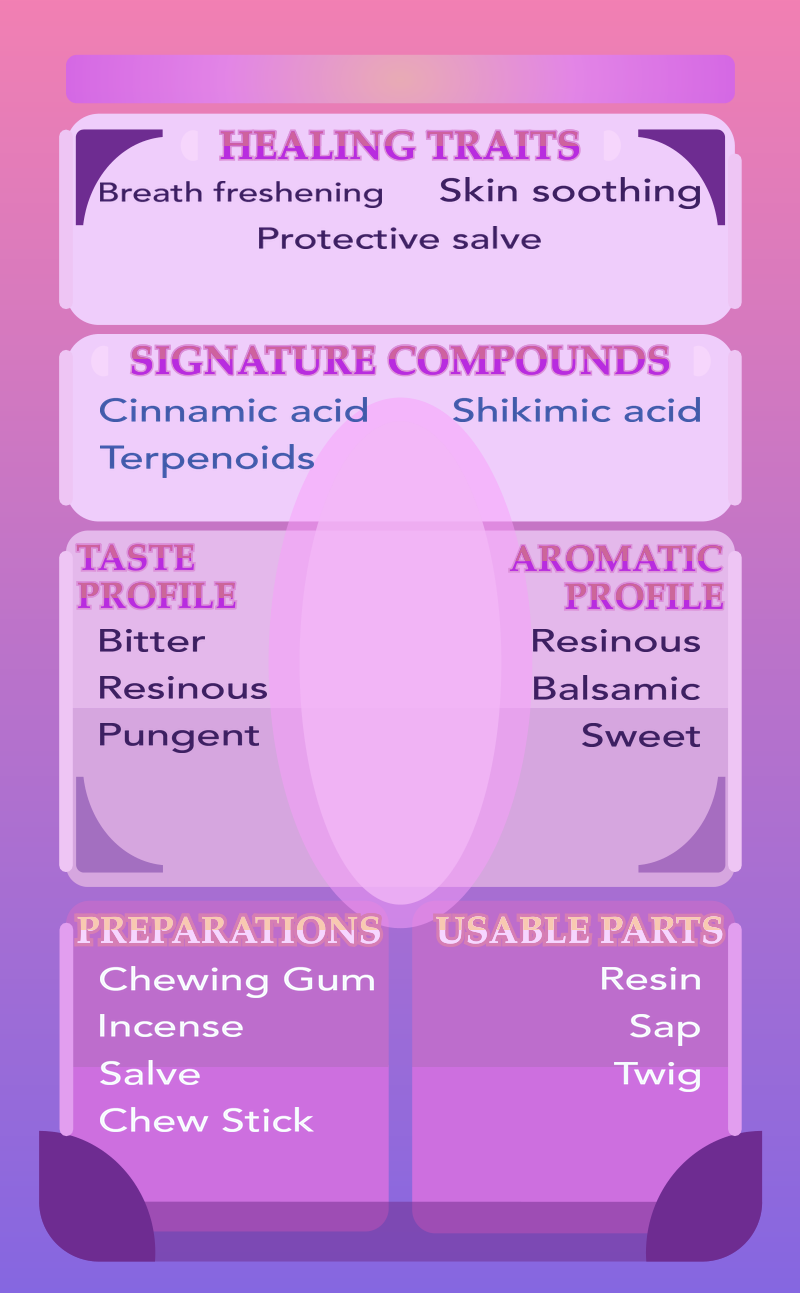 HEALING TRAITS
Breath freshening Skin soothing
Protective salve
SIGNATURE COMPOUNDS
Cinnamic acid Shikimic acid
Terpenoids
TASTE
PROFILE
Bitter
Resinous
Pungent
AROMATIC
PROFILE
Resinous
Balsamic
Sweet
PREPARATIONS
Chewing Gum
Incense
Salve
Chew Stick
USABLE PARTS
Resin
Sap
Twig